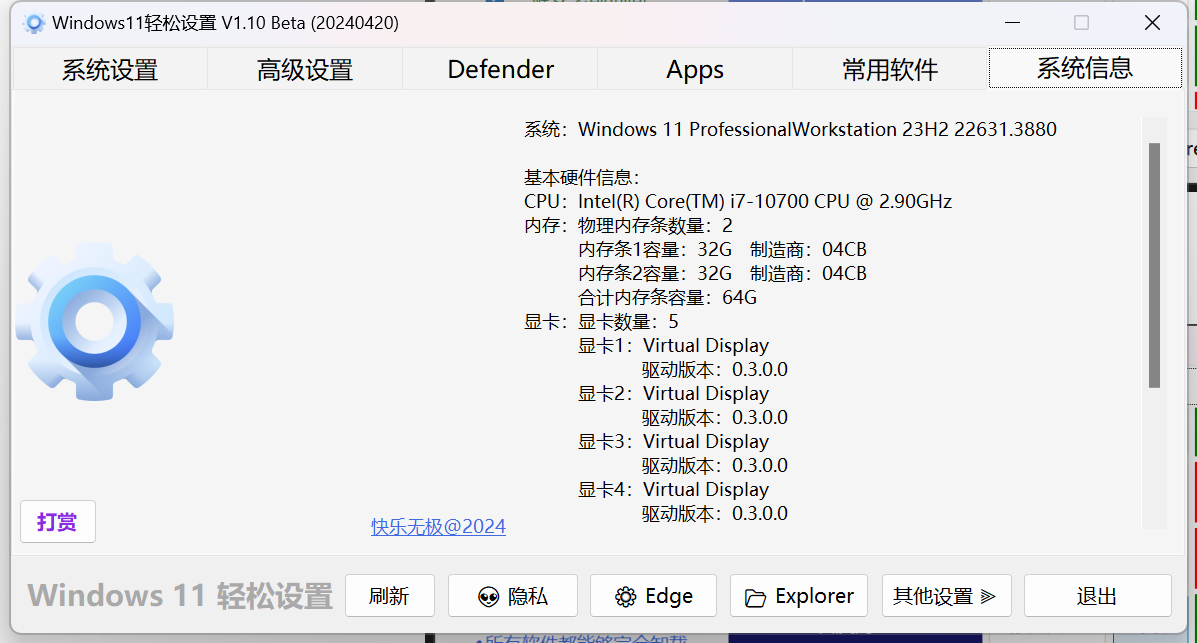 Windows11轻松设置 V1.10 Beta (20240420)
系统设置 高级设置 Defender Apps 常用软件 系统信息
系统：Windows 11 ProfessionalWorkstation 23H2 22631.3880
基本硬件信息：
CPU：Intel(R) Core(TM) i7-10700 CPU @ 2.90GHz
内存：物理内存条数量：2
内存条1容量：32G 制造商：04CB
内存条2容量：32G 制造商：04CB
合计内存条容量：64G
显卡：显卡数量：5
显卡1：Virtual Display
驱动版本：0.3.0.0
显卡2：Virtual Display
驱动版本：0.3.0.0
显卡3：Virtual Display
驱动版本：0.3.0.0
显卡4：Virtual Display
驱动版本：0.3.0.0
打赏
快乐无极@2024
Windows 11 轻松设置 刷新 隐私 Edge Explorer 其他设置 退出